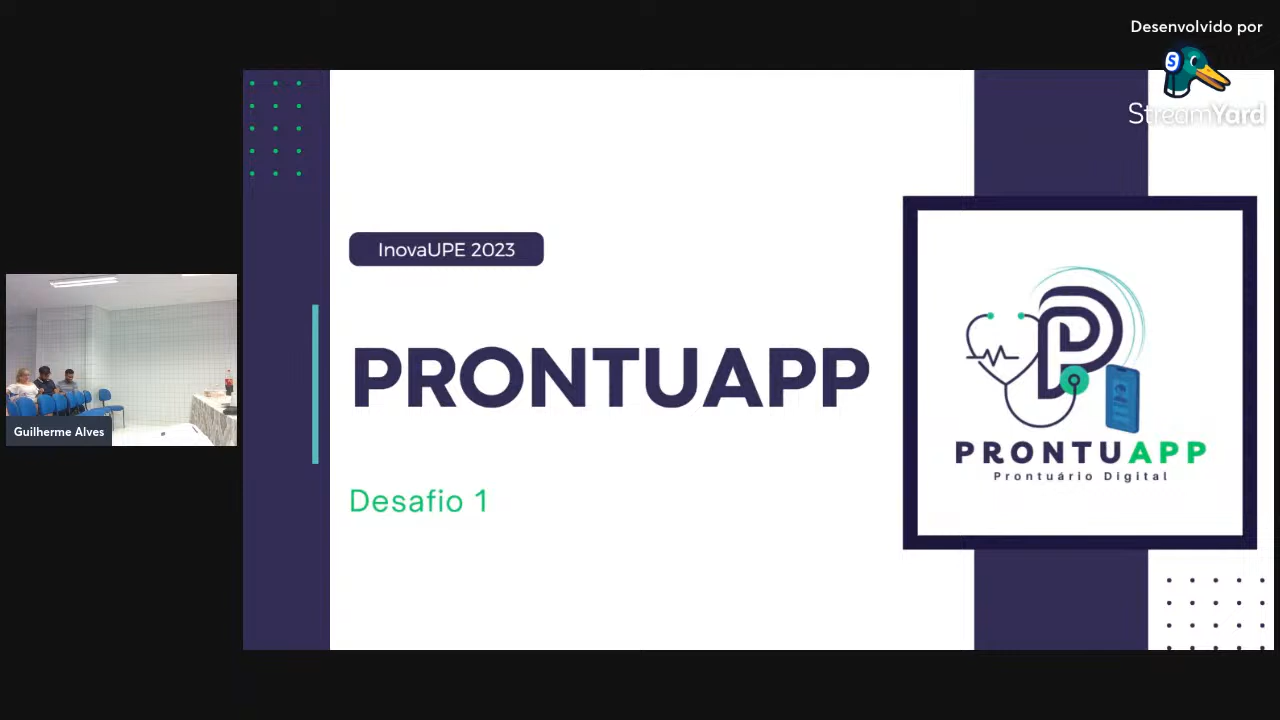 Desenvolvido por
StreamYard
InovaUPE 2023
PRONTUAPP
Desafio 1
PRONTUAPP
Prontuário Digital
Guilherme Alves